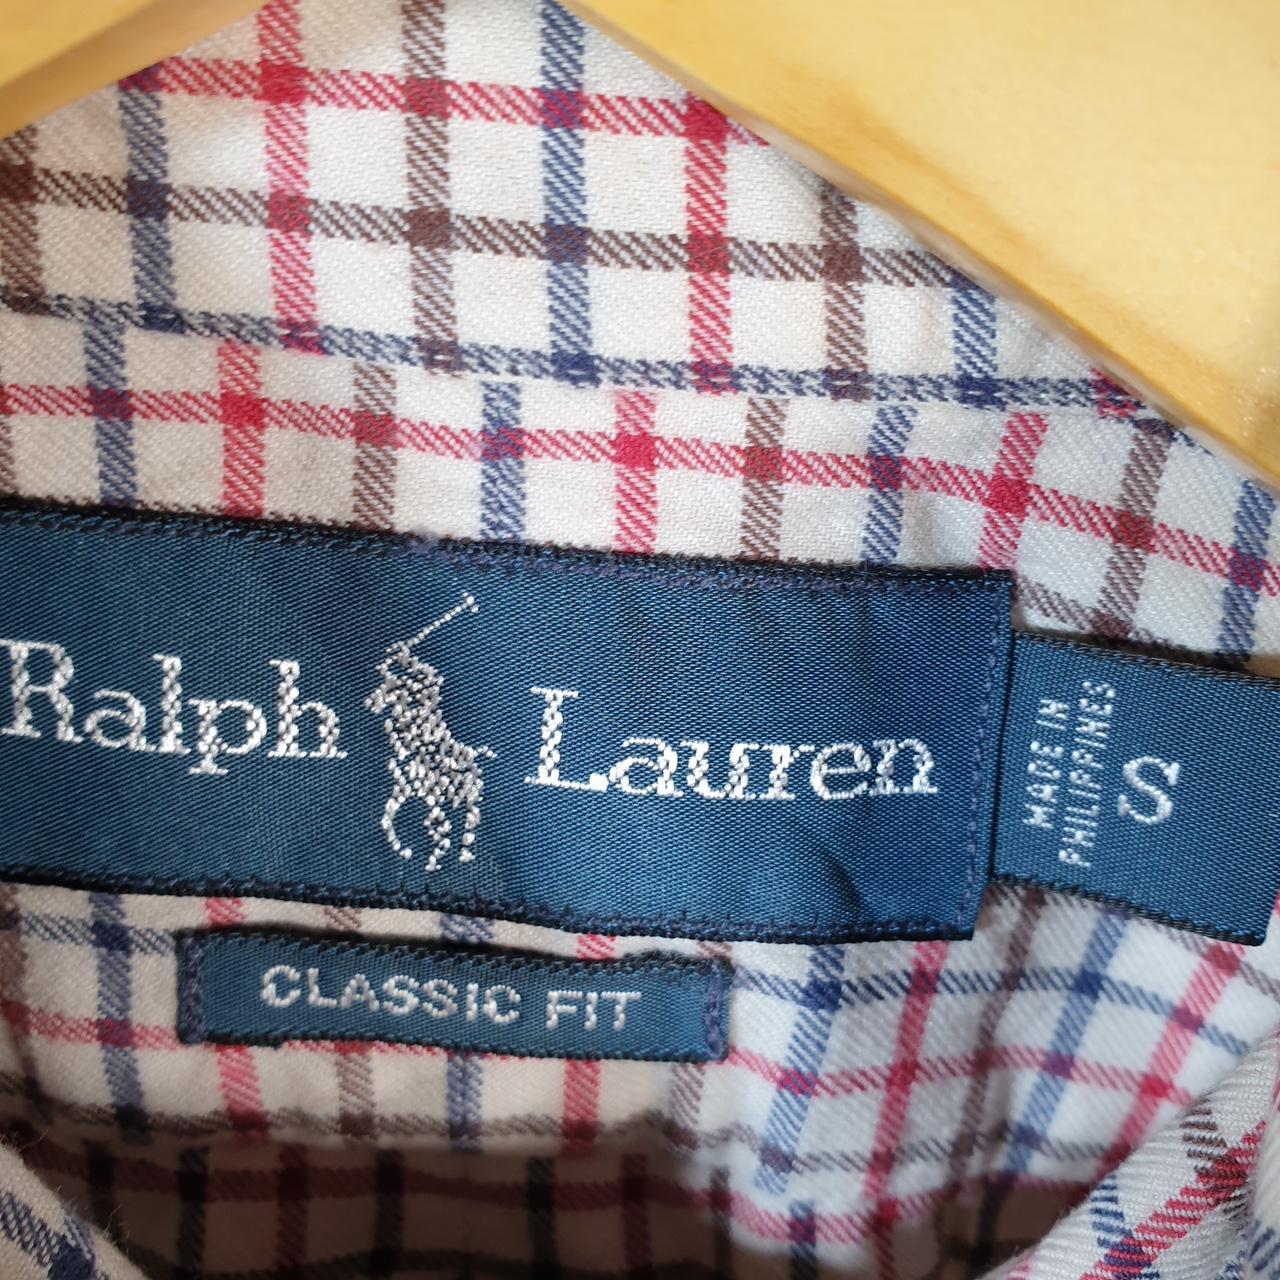 Ralph Lauren
MADE IN
PHILIPPINES
S
CLASSIC FIT